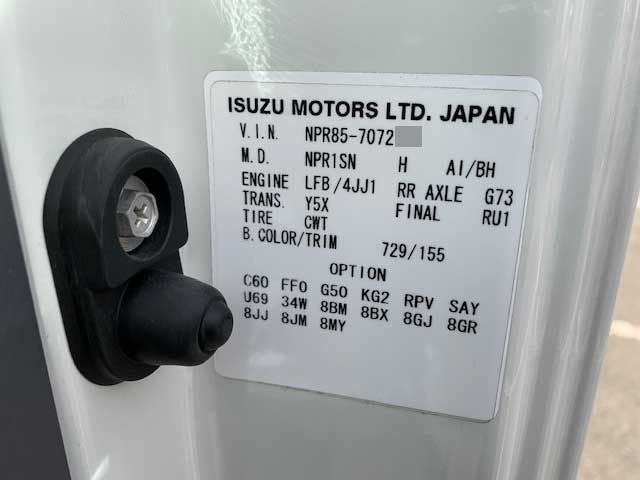 ISUZU MOTORS LTD. JAPAN
V.I.N. NPR85-7072
M.D. NPR1SN H AI/BH
ENGINE LFB/4JJ1 RR AXLE G73
TRANS. Y5X FINAL RU1
TIRE CWT
B.COLOR/TRIM 729/155
OPTION
C60 FF0 G50 KG2 RPV SAY
U69 34W 8BM 8BX 8GJ 8GR
8JJ 8JM 8MY